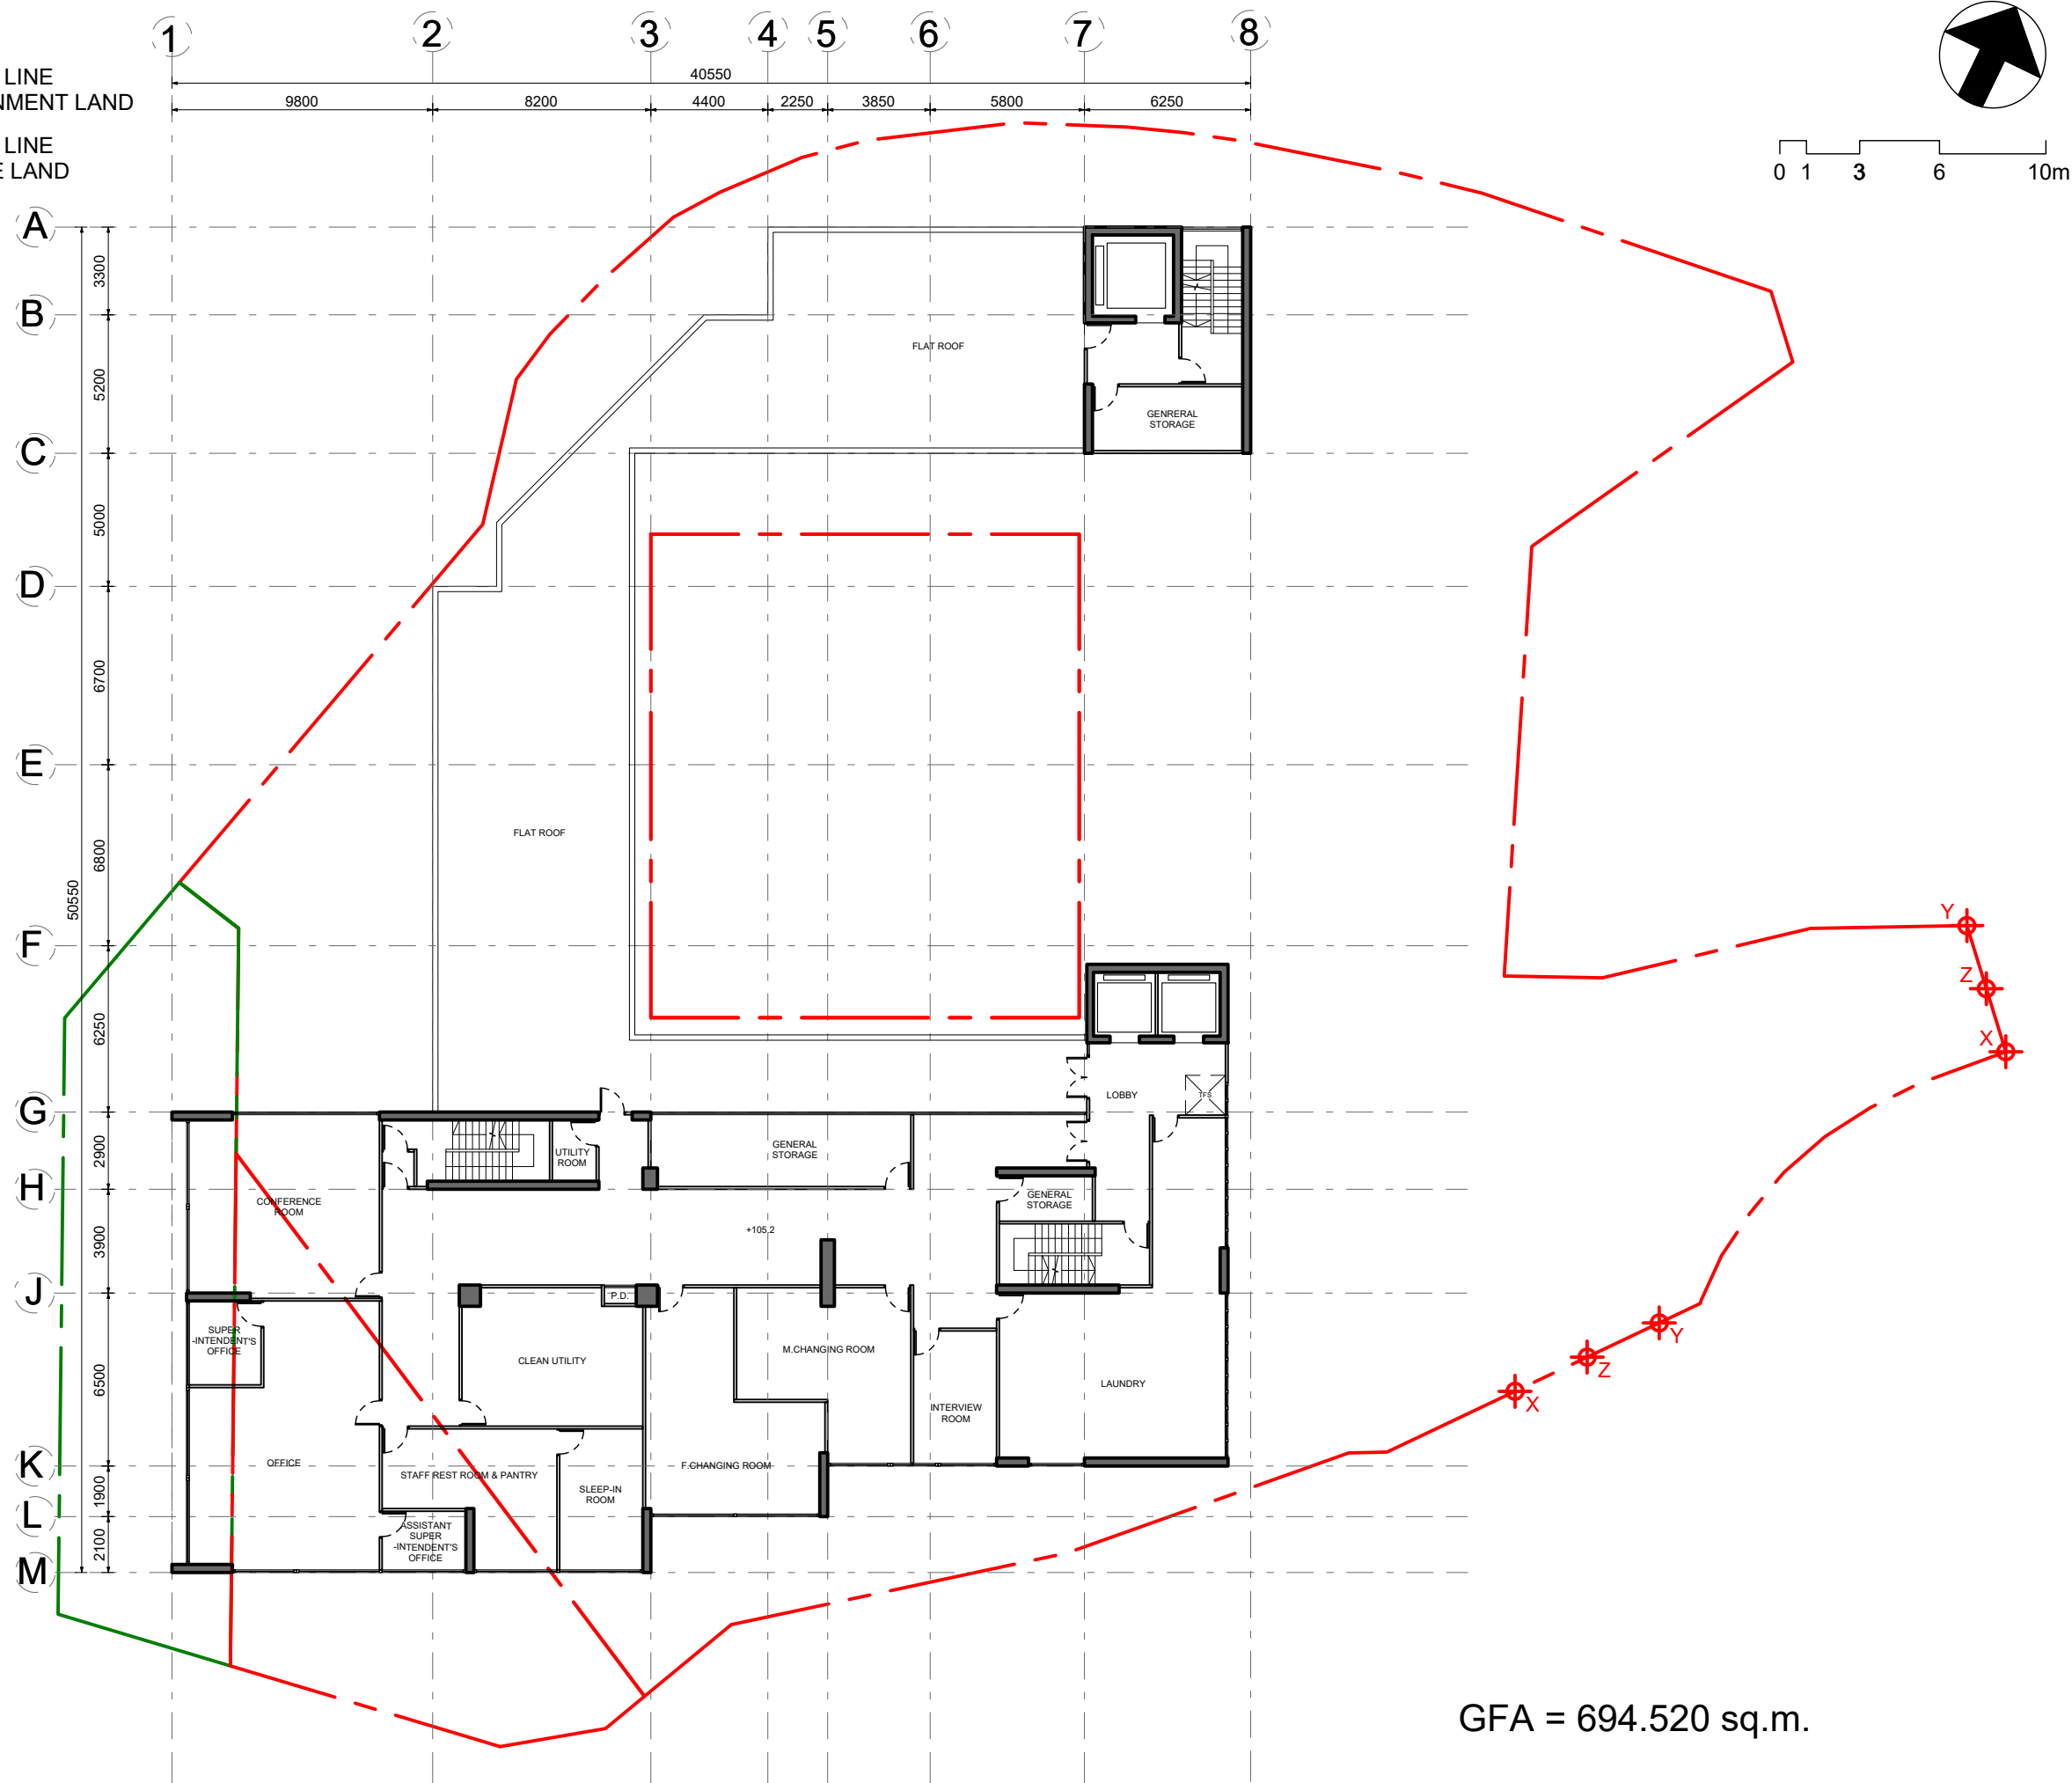 1
2
3
4
5
6
7
8
LINE
NMENT LAND
LINE
E LAND
40550
9800
8200
4400
2250
3850
5800
6250
0 1 3 6 10m
A
B
C
D
E
F
G
H
J
K
L
M
3300
5200
5000
6700
6800
50550
6250
2900
3900
6500
1900
2100
FLAT ROOF
GENRERAL
STORAGE
FLAT ROOF
Y
Z
X
LOBBY
TFS
UTILITY
ROOM
GENERAL
STORAGE
CONFERENCE
ROOM
GENERAL
STORAGE
+105.2
P.D.
SUPER
-INTENDENT'S
OFFICE
CLEAN UTILITY
M.CHANGING ROOM
LAUNDRY
INTERVIEW
ROOM
Y
Z
X
OFFICE
STAFF REST ROOM & PANTRY
SLEEP-IN
ROOM
F.CHANGING ROOM
ASSISTANT
SUPER
-INTENDENT'S
OFFICE
GFA = 694.520 sq.m.